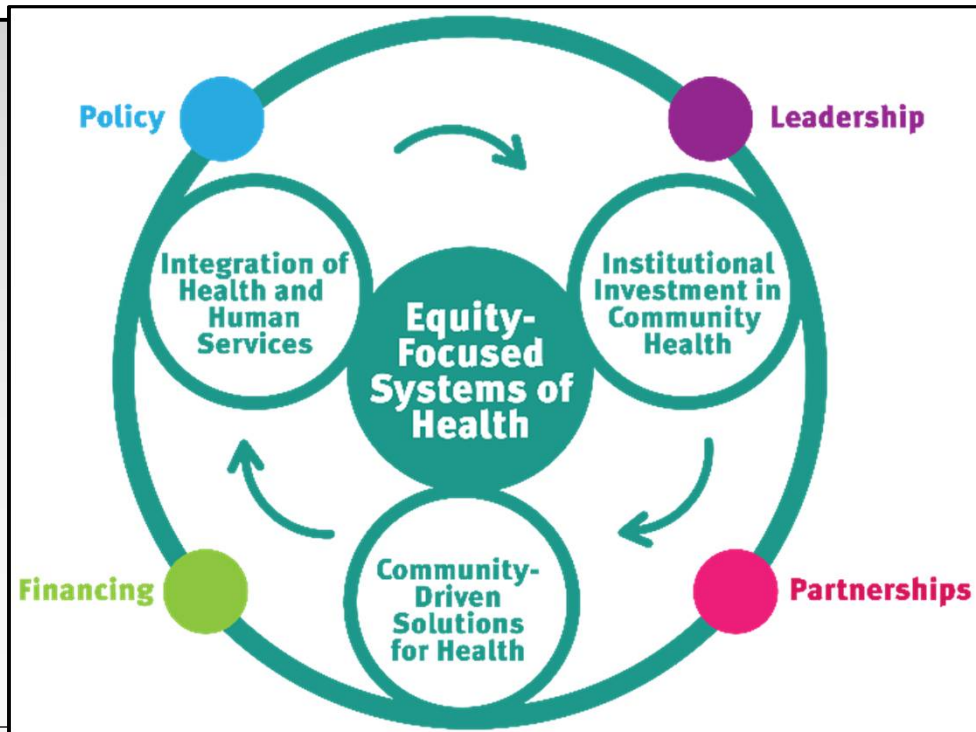 Policy
Leadership
Integration of
Health and
Human
Services
Equity-
Focused
Systems of
Health
Institutional
Investment in
Community
Health
Financing
Community-
Driven
Solutions
for Health
Partnerships